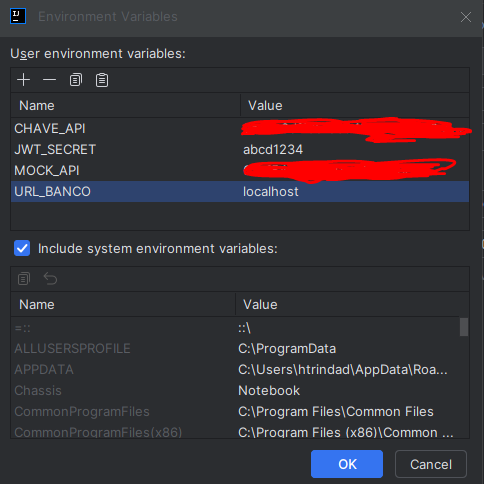 IJ Environment Variables
User environment variables:
Name Value
CHAVE_API
JWT_SECRET abcd1234
MOCK_API
URL_BANCO localhost
Include system environment variables:
Name Value
=:: ::\
ALLUSERSPROFILE C:\ProgramData
APPDATA C:\Users\htrindad\AppData\Roa...
Chassis Notebook
CommonProgramFiles C:\Program Files\Common Files
CommonProgramFiles(x86) C:\Program Files (x86)\Common ...
OK Cancel